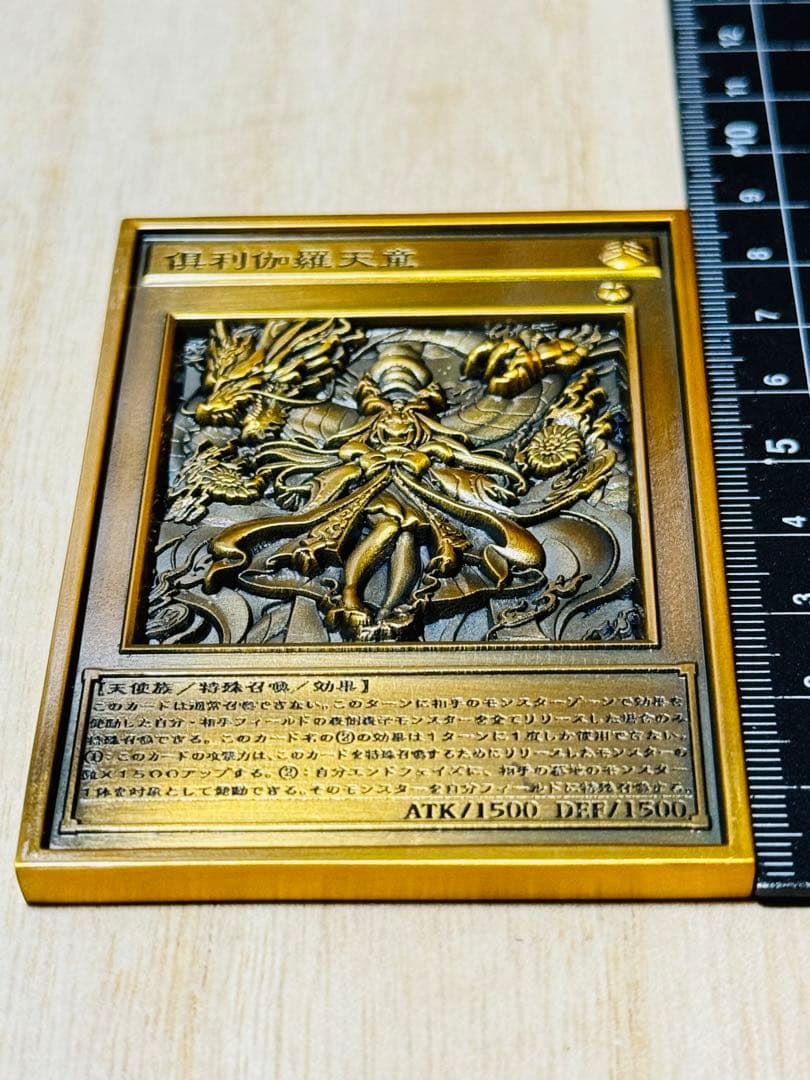 倶利伽羅天童
【天使族／特殊召喚／効果】
このカードは通常召喚できない。このターンに相手のモンスターゾーンで効果を
発動した自分・相手フィールドの表側表示モンスターを全てリリースした場合のみ
特殊召喚できる。このカード名の②の効果は１ターンに１度しか使用できない。
①：このカードの攻撃力は、このカードを特殊召喚するためにリリースしたモンスターの
数×1500アップする。②：自分エンドフェイズに、相手の墓地のモンスター
１体を対象として発動できる。そのモンスターを自分フィールドに特殊召喚する。
ATK/1500 DEF/1500
12
11
10
9
8
7
6
5
4
3
2
1